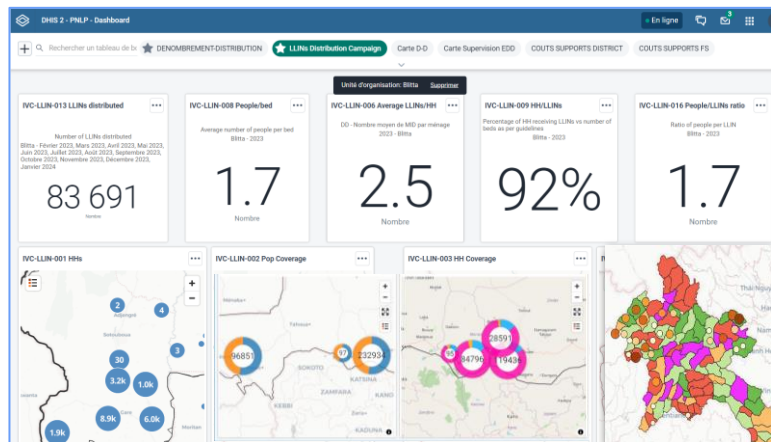 DHIS 2 - PNLP - Dashboard
En ligne
3
Rechercher un tableau de bc
DENOMBREMENT-DISTRIBUTION
LLINs Distribution Campaign
Carte D-D
Carte Supervision EDD
COUTS SUPPORTS DISTRICT
COUTS SUPPORTS FS
Unité d'organisation: Blitta Supprimer
IVC-LLIN-013 LLINs distributed
Number of LLINs distributed
Blitta - Février 2023, Mars 2023, Avril 2023, Mai 2023,
Juin 2023, Juillet 2023, Août 2023, Septembre 2023,
Octobre 2023, Novembre 2023, Décembre 2023,
Janvier 2024
83 691
Nombre
IVC-LLIN-008 People/bed
Average number of people per bed
Blitta - 2023
1.7
Nombre
IVC-LLIN-006 Average LLINs/HH
DD - Nombre moyen de MID par ménage
2023 - Blitta
2.5
Nombre
IVC-LLIN-009 HH/LLINs
Percentage of HH receiving LLINs vs number of
beds as per guidelines
Blitta - 2023
92%
IVC-LLIN-016 People/LLINs ratio
Ratio of people per LLIN
Blitta - 2023
1.7
Nombre
IVC-LLIN-001 HHs
2
4
3
30
3.2k
1.0k
8.9k
6.0k
1.9k
IVC-LLIN-002 Pop Coverage
96851
97
232934
SOKOTO
KATSINA
ZAMFARA
KANO
KEBBI
KADUNA
IVC-LLIN-003 HH Coverage
28591
95
84796
19436
Thái Nguy